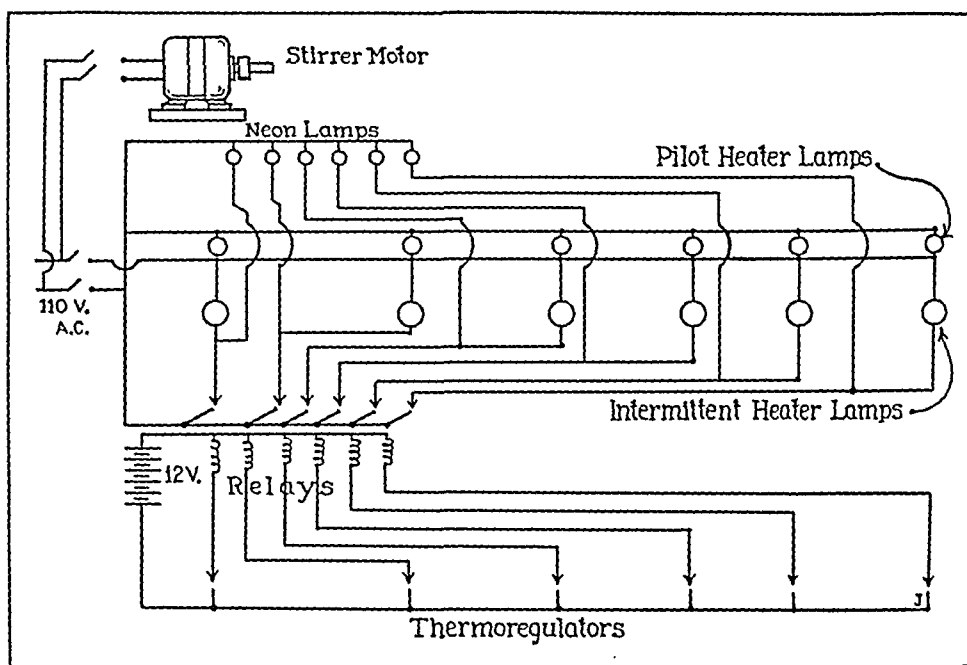 Stirrer Motor
Neon Lamps
Pilot Heater Lamps
110 V.
A.C.
Intermittent Heater Lamps
12V.
Relays
J
Thermoregulators